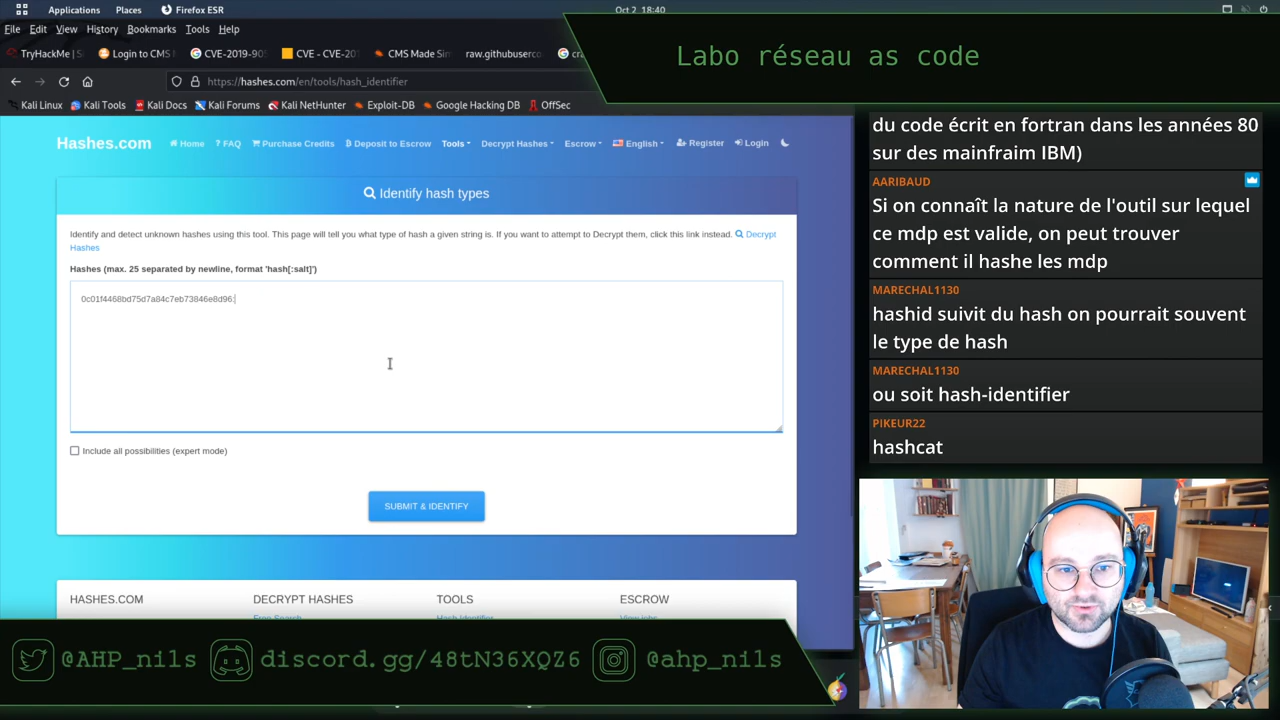 Applications Places Firefox ESR
Oct 2 18:40
File Edit View History Bookmarks Tools Help
TryHackMe | Login to CMS CVE-2019-905 CVE - CVE-20 CMS Made Sim raw.githubuserco
https://hashes.com/en/tools/hash_identifier
Kali Linux Kali Tools Kali Docs Kali Forums Kali NetHunter Exploit-DB Google Hacking DB OffSec
Labo réseau as code
Hashes.com Home FAQ Purchase Credits Deposit to Escrow Tools Decrypt Hashes Escrow English Register Login
Identify hash types
Identify and detect unknown hashes using this tool. This page will tell you what type of hash a given string is. If you want to attempt to Decrypt them, click this link instead. Decrypt
Hashes
Hashes (max. 25 separated by newline, format 'hash[:salt]')
0c01f4468bd75d7a84c7eb73846e8d96:
Include all possibilities (expert mode)
SUBMIT & IDENTIFY
HASHES.COM DECRYPT HASHES TOOLS ESCROW
Free Search Hash Identifier View jobs
du code écrit en fortran dans les années 80
sur des mainfraim IBM)
AARIBAUD
Si on connaît la nature de l'outil sur lequel
ce mdp est valide, on peut trouver
comment il hashe les mdp
MARECHAL1130
hashid suivit du hash on pourrait souvent
le type de hash
MARECHAL1130
ou soit hash-identifier
PIKEUR22
hashcat
@AHP_nils discord.gg/48tN36XQZ6 @ahp_nils